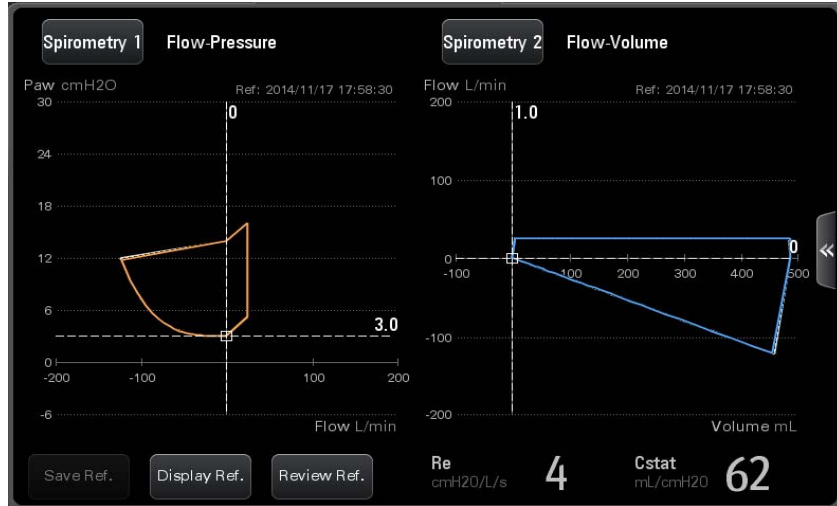 Spirometry 1 Flow-Pressure
Paw cmH2O
Ref: 2014/11/17 17:58:30
30
0
24
18
12
6
3.0
0
-200 -100 100 200
-6
Flow L/min
Save Ref. Display Ref. Review Ref.
Spirometry 2 Flow-Volume
Flow L/min
Ref: 2014/11/17 17:58:30
200
1.0
100
0
0
-100 100 200 300 400 500
-100
-200
Volume mL
«
Re
cmH2O/L/s
4
Cstat
mL/cmH2O
62